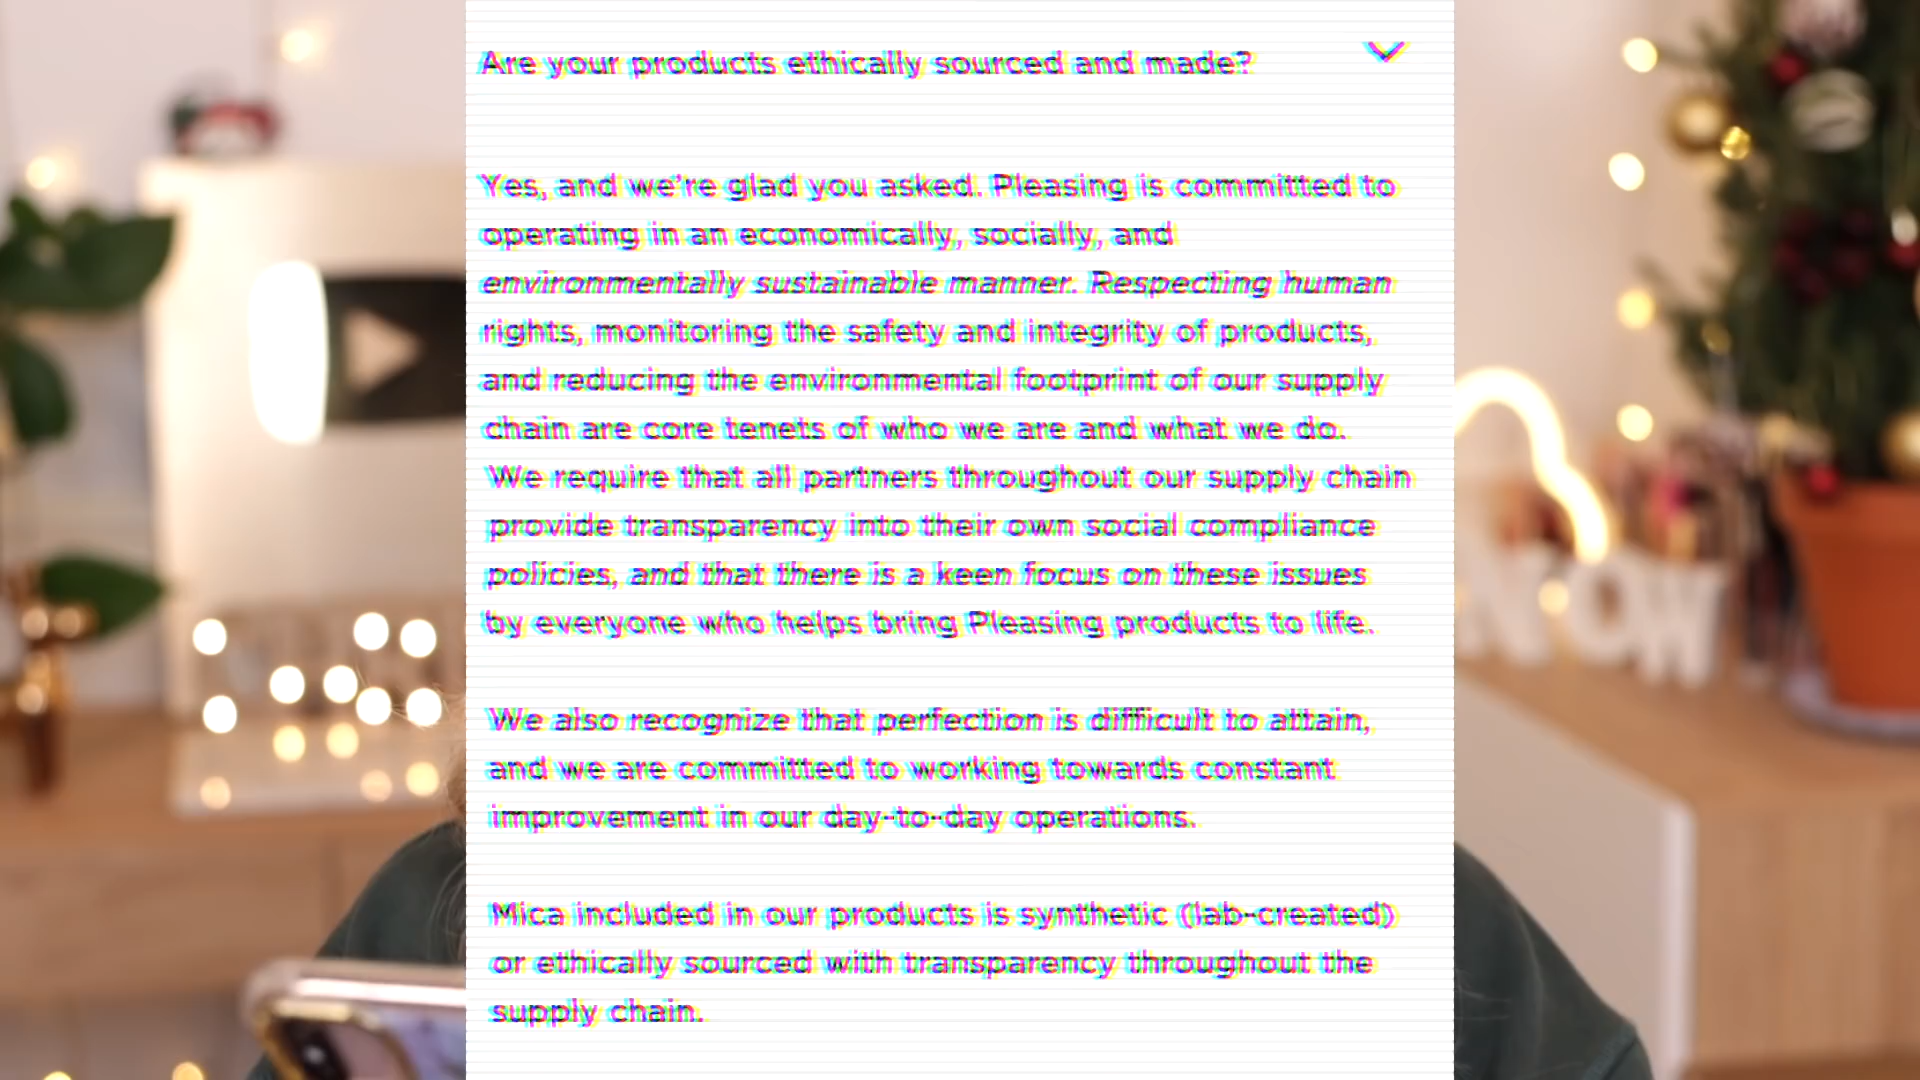 Are your products ethically sourced and made?
Yes, and we're glad you asked. Pleasing is committed to
operating in an economically, socially, and
environmentally sustainable manner. Respecting human
rights, monitoring the safety and integrity of products,
and reducing the environmental footprint of our supply
chain are core tenets of who we are and what we do.
We require that all partners throughout our supply chain
provide transparency into their own social compliance
policies, and that there is a keen focus on these issues
by everyone who helps bring Pleasing products to life.
We also recognize that perfection is difficult to attain,
and we are committed to working towards constant
improvement in our day-to-day operations.
Mica included in our products is synthetic (lab-created)
or ethically sourced with transparency throughout the
supply chain.